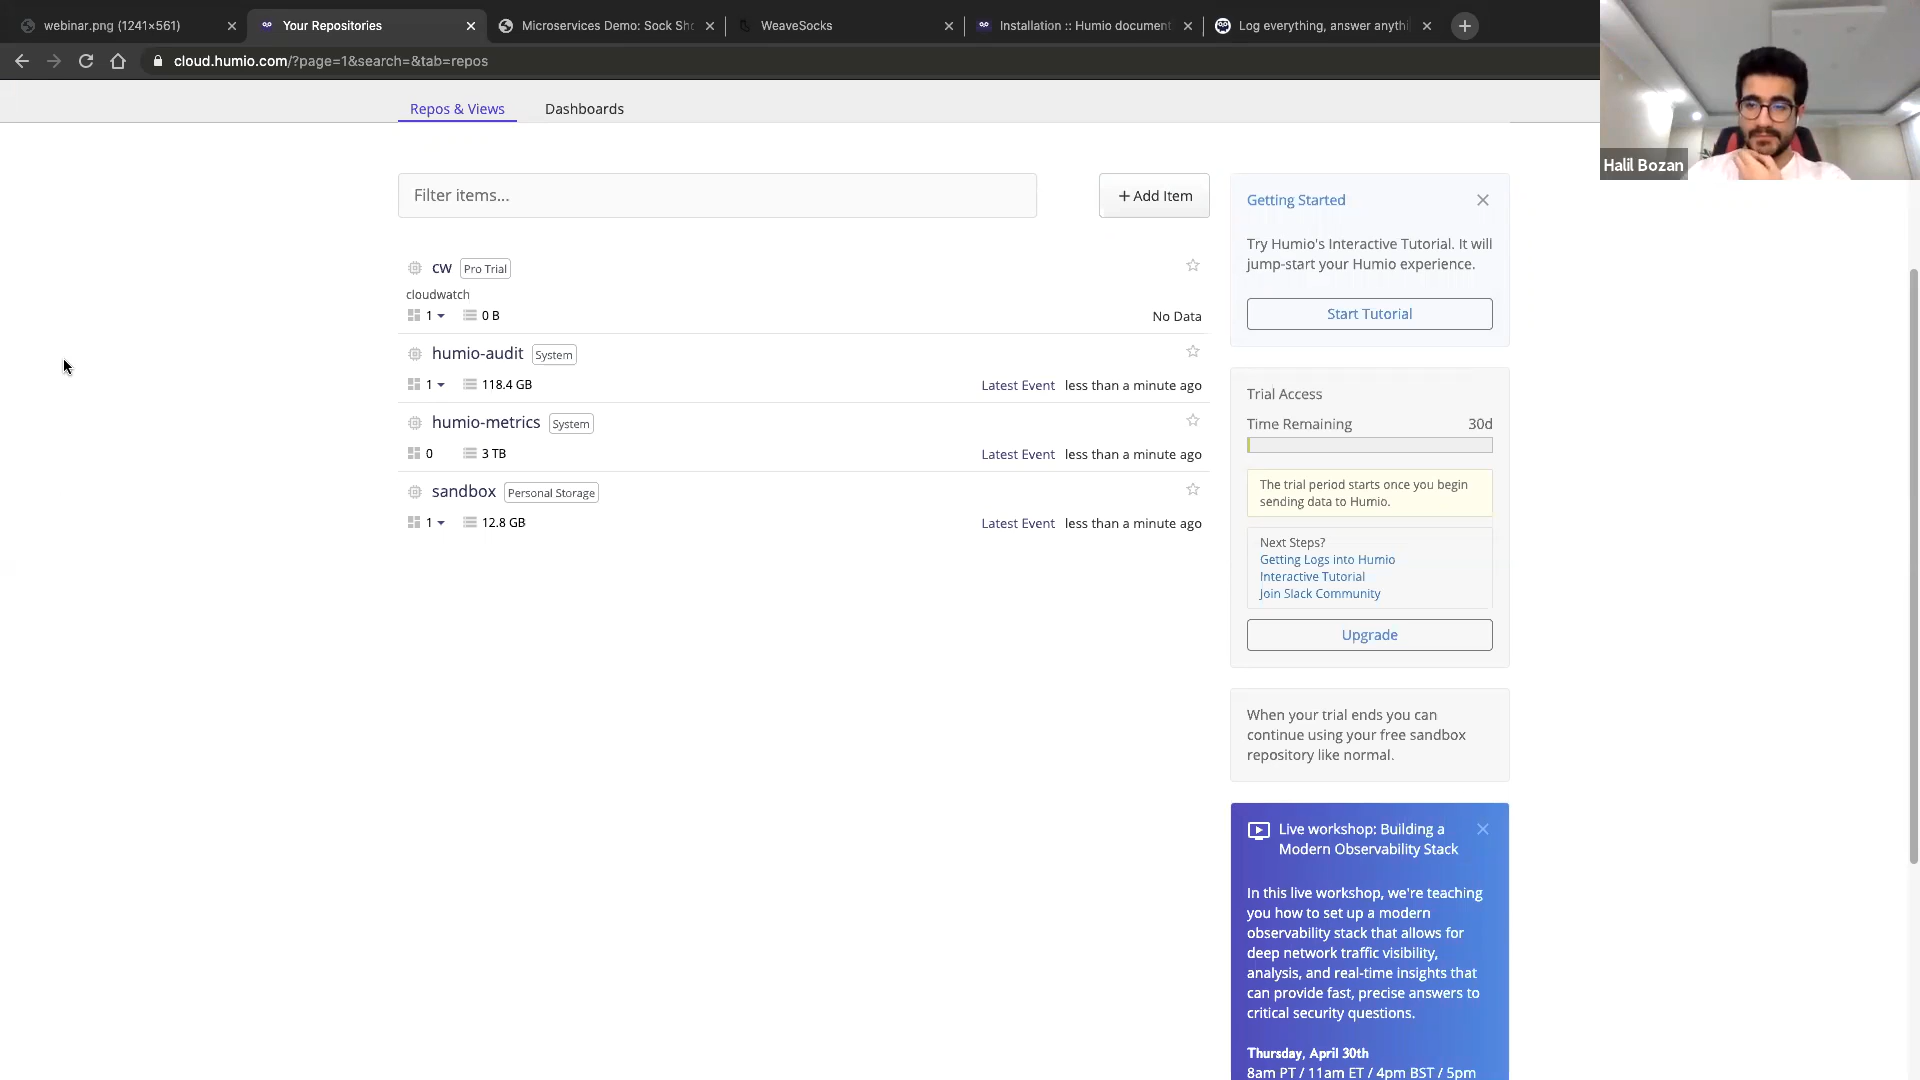 webinar.png (1241×561)
Your Repositories
Microservices Demo: Sock Sho
WeaveSocks
Installation :: Humio document
Log everything, answer anythi
cloud.humio.com/?page=1&search=&tab=repos
Halil Bozan
Repos & Views
Dashboards
Filter items...
+ Add Item
cw Pro Trial
cloudwatch
1 0 B
No Data
humio-audit System
1 118.4 GB
Latest Event less than a minute ago
humio-metrics System
0 3 TB
Latest Event less than a minute ago
sandbox Personal Storage
1 12.8 GB
Latest Event less than a minute ago
Getting Started
Try Humio's Interactive Tutorial. It will
jump-start your Humio experience.
Start Tutorial
Trial Access
Time Remaining 30d
The trial period starts once you begin
sending data to Humio.
Next Steps?
Getting Logs into Humio
Interactive Tutorial
Join Slack Community
Upgrade
When your trial ends you can
continue using your free sandbox
repository like normal.
Live workshop: Building a
Modern Observability Stack
In this live workshop, we're teaching
you how to set up a modern
observability stack that allows for
deep network traffic visibility,
analysis, and real-time insights that
can provide fast, precise answers to
critical security questions.
Thursday, April 30th
8am PT / 11am ET / 4pm BST / 5pm